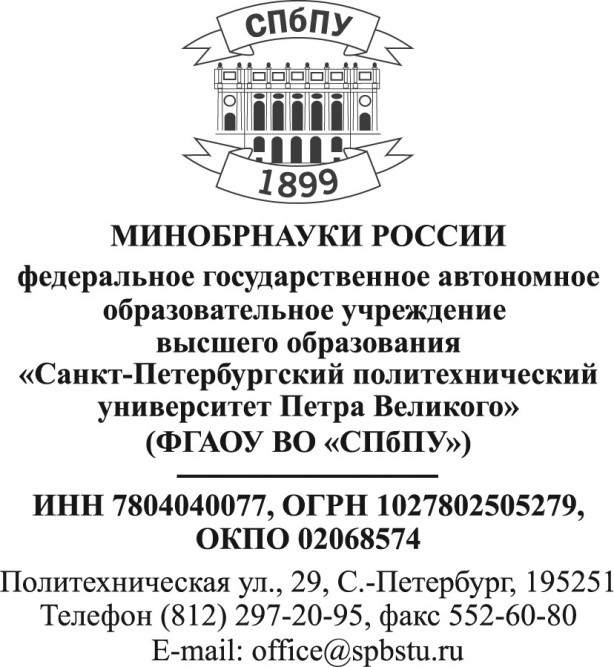 СПбПУ
1899
МИНОБРНАУКИ РОССИИ
федеральное государственное автономное
образовательное учреждение
высшего образования
«Санкт-Петербургский политехнический
университет Петра Великого»
(ФГАОУ ВО «СПбПУ»)
ИНН 7804040077, ОГРН 1027802505279,
ОКПО 02068574
Политехническая ул., 29, С.-Петербург, 195251
Телефон (812) 297-20-95, факс 552-60-80
E-mail: office@spbstu.ru